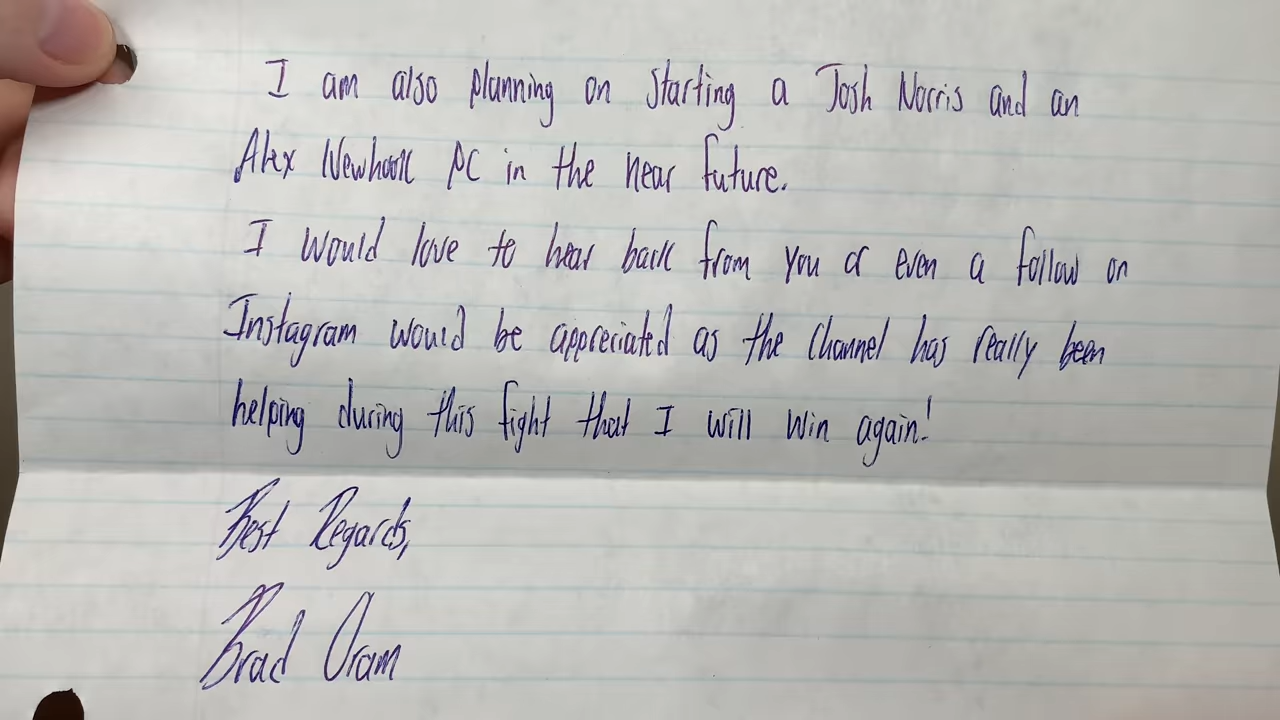 I am also planning on starting a Josh Norris and an
Alex Newhook PC in the near future.
I would love to hear back from you or even a follow on
Instagram would be appreciated as the channel has really been
helping during this fight that I will win again!
Best Regards,
Brad Oram